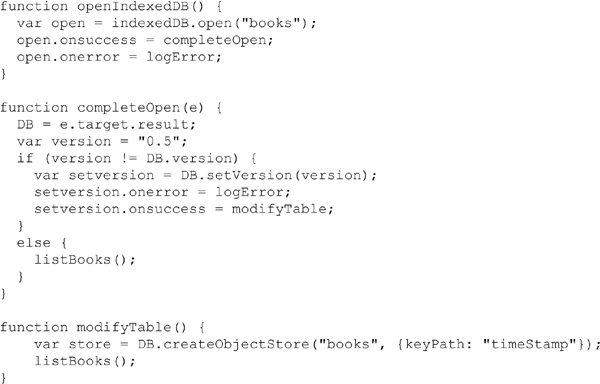 function openIndexedDB() {
  var open = indexedDB.open("books");
  open.onsuccess = completeOpen;
  open.onerror = logError;
}

function completeOpen(e) {
  DB = e.target.result;
  var version = "0.5";
  if (version != DB.version) {
    var setversion = DB.setVersion(version);
    setversion.onerror = logError;
    setversion.onsuccess = modifyTable;
  }
  else {
    listBooks();
  }
}

function modifyTable() {
    var store = DB.createObjectStore("books", {keyPath: "timeStamp"});
    listBooks();
}